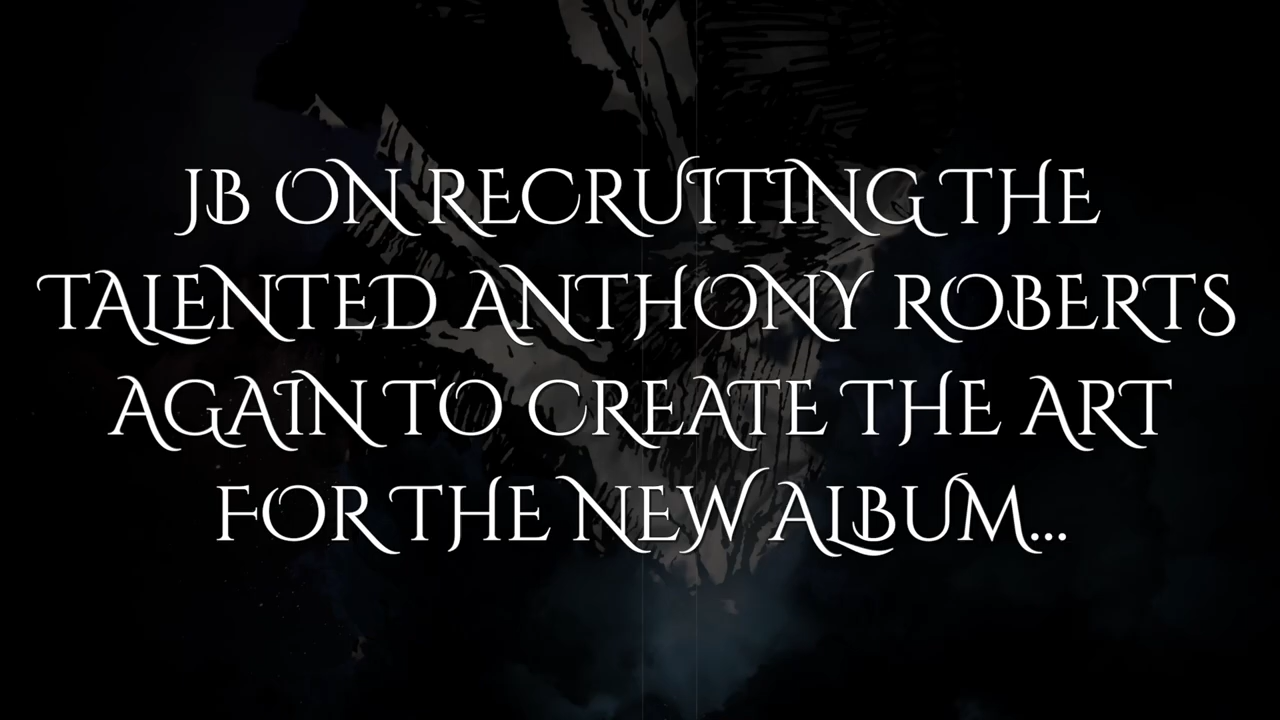 JB ON RECRUITING THE
TALENTED ANTHONY ROBERTS
AGAIN TO CREATE THE ART
FOR THE NEW ALBUM...